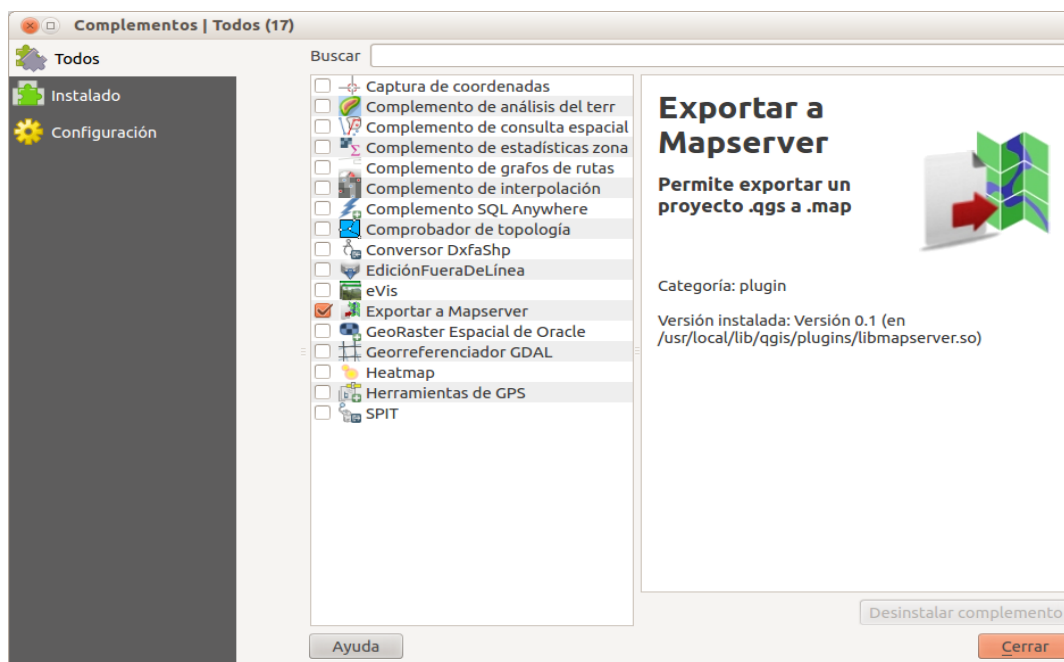 Complementos | Todos (17)
Todos
Instalado
Configuración
Buscar
Captura de coordenadas
Complemento de análisis del terr
Complemento de consulta espacial
Complemento de estadísticas zona
Complemento de grafos de rutas
Complemento de interpolación
Complemento SQL Anywhere
Comprobador de topología
Conversor DxfaShp
EdiciónFueraDeLínea
eVis
Exportar a Mapserver
GeoRaster Espacial de Oracle
Georreferenciador GDAL
Heatmap
Herramientas de GPS
SPIT
Exportar a
Mapserver
Permite exportar un
proyecto .qgs a .map
Categoría: plugin
Versión instalada: Versión 0.1 (en
/usr/local/lib/qgis/plugins/libmapserver.so)
Desinstalar complemento
Ayuda
Cerrar